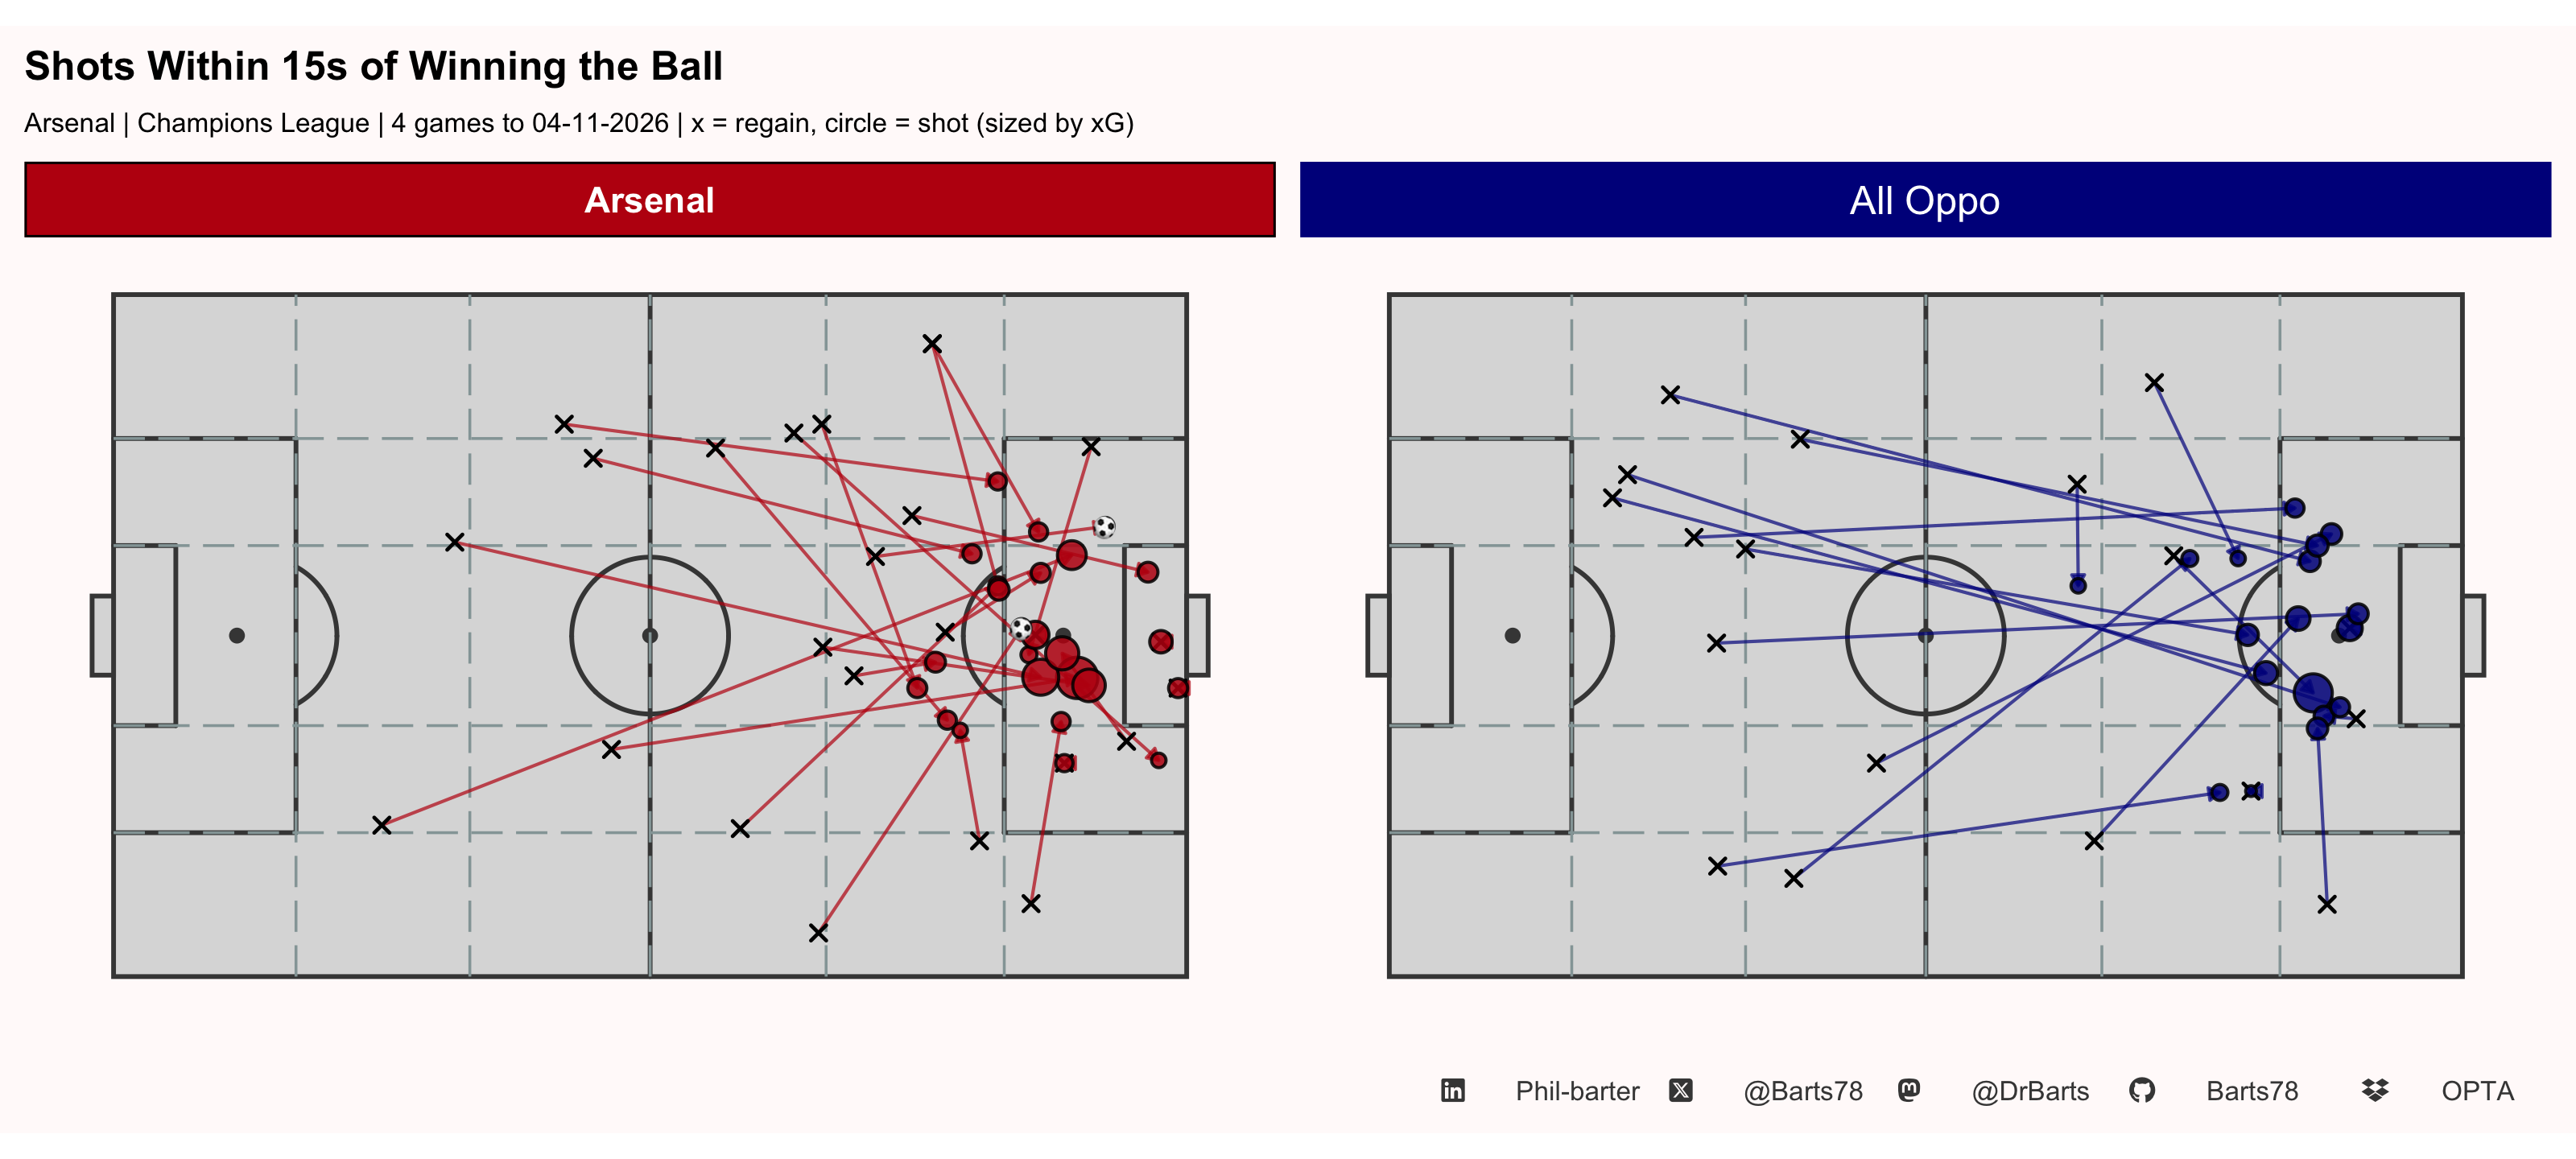 Shots Within 15s of Winning the Ball
Arsenal | Champions League | 4 games to 04-11-2026 | x = regain, circle = shot (sized by xG)
Arsenal
All Oppo
Phil-barter @Barts78 @DrBarts Barts78 OPTA